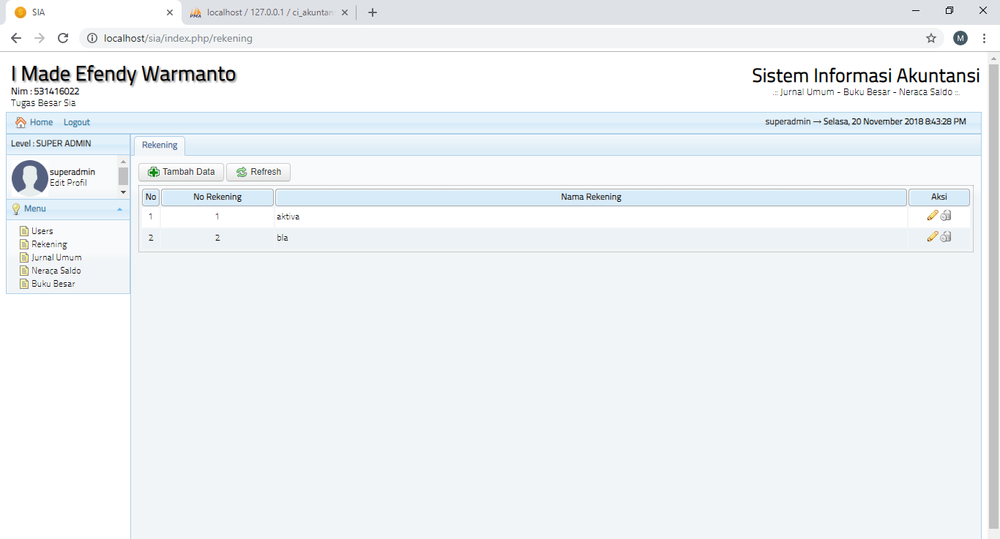 SIA
localhost / 127.0.0.1 / ci_akuntan
localhost/sia/index.php/rekening
M
I Made Efendy Warmanto
Nim : 531416022
Tugas Besar Sia
Sistem Informasi Akuntansi
.:: Jurnal Umum - Buku Besar - Neraca Saldo ::.
Home Logout
superadmin → Selasa, 20 November 2018 8:43:28 PM
Level : SUPER ADMIN
superadmin
Edit Profil
Menu
Users
Rekening
Jurnal Umum
Neraca Saldo
Buku Besar
Rekening
Tambah Data Refresh
No No Rekening Nama Rekening Aksi
1 1 aktiva
2 2 bla